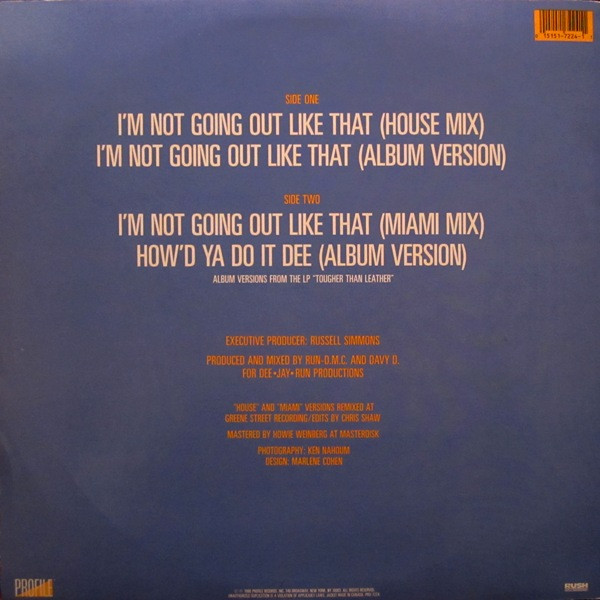 SIDE ONE
I'M NOT GOING OUT LIKE THAT (HOUSE MIX)
I'M NOT GOING OUT LIKE THAT (ALBUM VERSION)
SIDE TWO
I'M NOT GOING OUT LIKE THAT (MIAMI MIX)
HOW'D YA DO IT DEE (ALBUM VERSION)
ALBUM VERSIONS FROM THE LP "TOUGHER THAN LEATHER"
EXECUTIVE PRODUCER: RUSSELL SIMMONS
PRODUCED AND MIXED BY RUN-D.M.C. AND DAVY D.
FOR DEE•JAY•RUN PRODUCTIONS
"HOUSE" AND "MIAMI" VERSIONS REMIXED AT
GREENE STREET RECORDING/EDITS BY CHRIS SHAW
MASTERED BY HOWIE WEINBERG AT MASTERDISK
PHOTOGRAPHY: KEN NAHOUM
DESIGN: MARLENE COHEN
PROFILE
RUSH